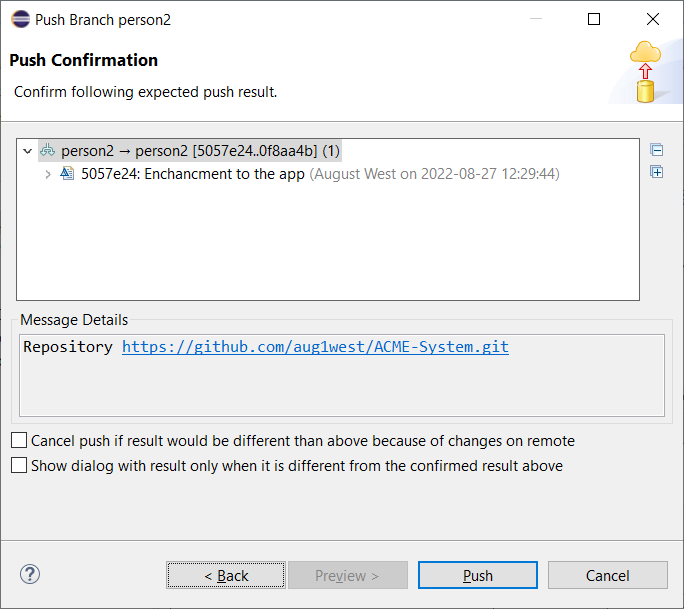 Push Branch person2
Push Confirmation
Confirm following expected push result.
person2 → person2 [5057e24..0f8aa4b] (1)
5057e24: Enchancment to the app (August West on 2022-08-27 12:29:44)
Message Details
Repository https://github.com/aug1west/ACME-System.git
Cancel push if result would be different than above because of changes on remote
Show dialog with result only when it is different from the confirmed result above
? < Back Preview > Push Cancel